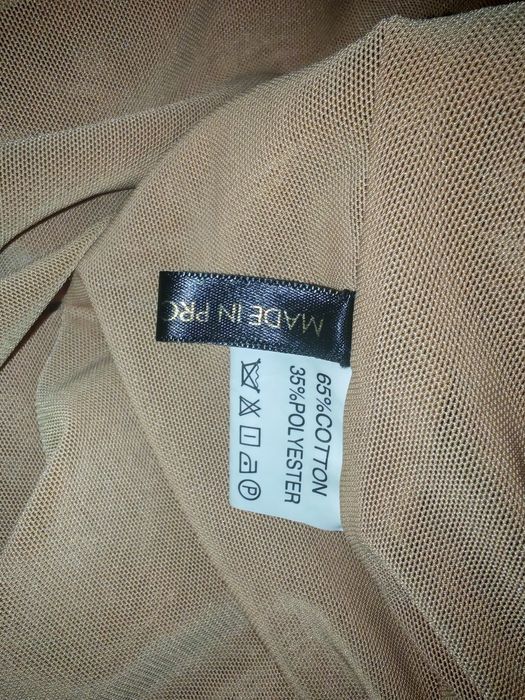 MADE IN PRC
65%COTTON
35%POLYESTER
P